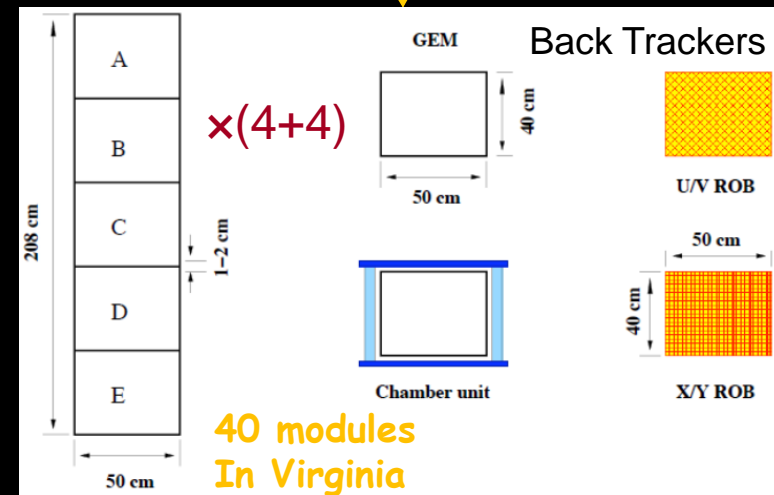 Back Trackers
GEM
A
B
C
D
E
208 cm
50 cm
1–2 cm
×(4+4)
40 cm
50 cm
U/V ROB
50 cm
40 cm
X/Y ROB
Chamber unit
40 modules
In Virginia